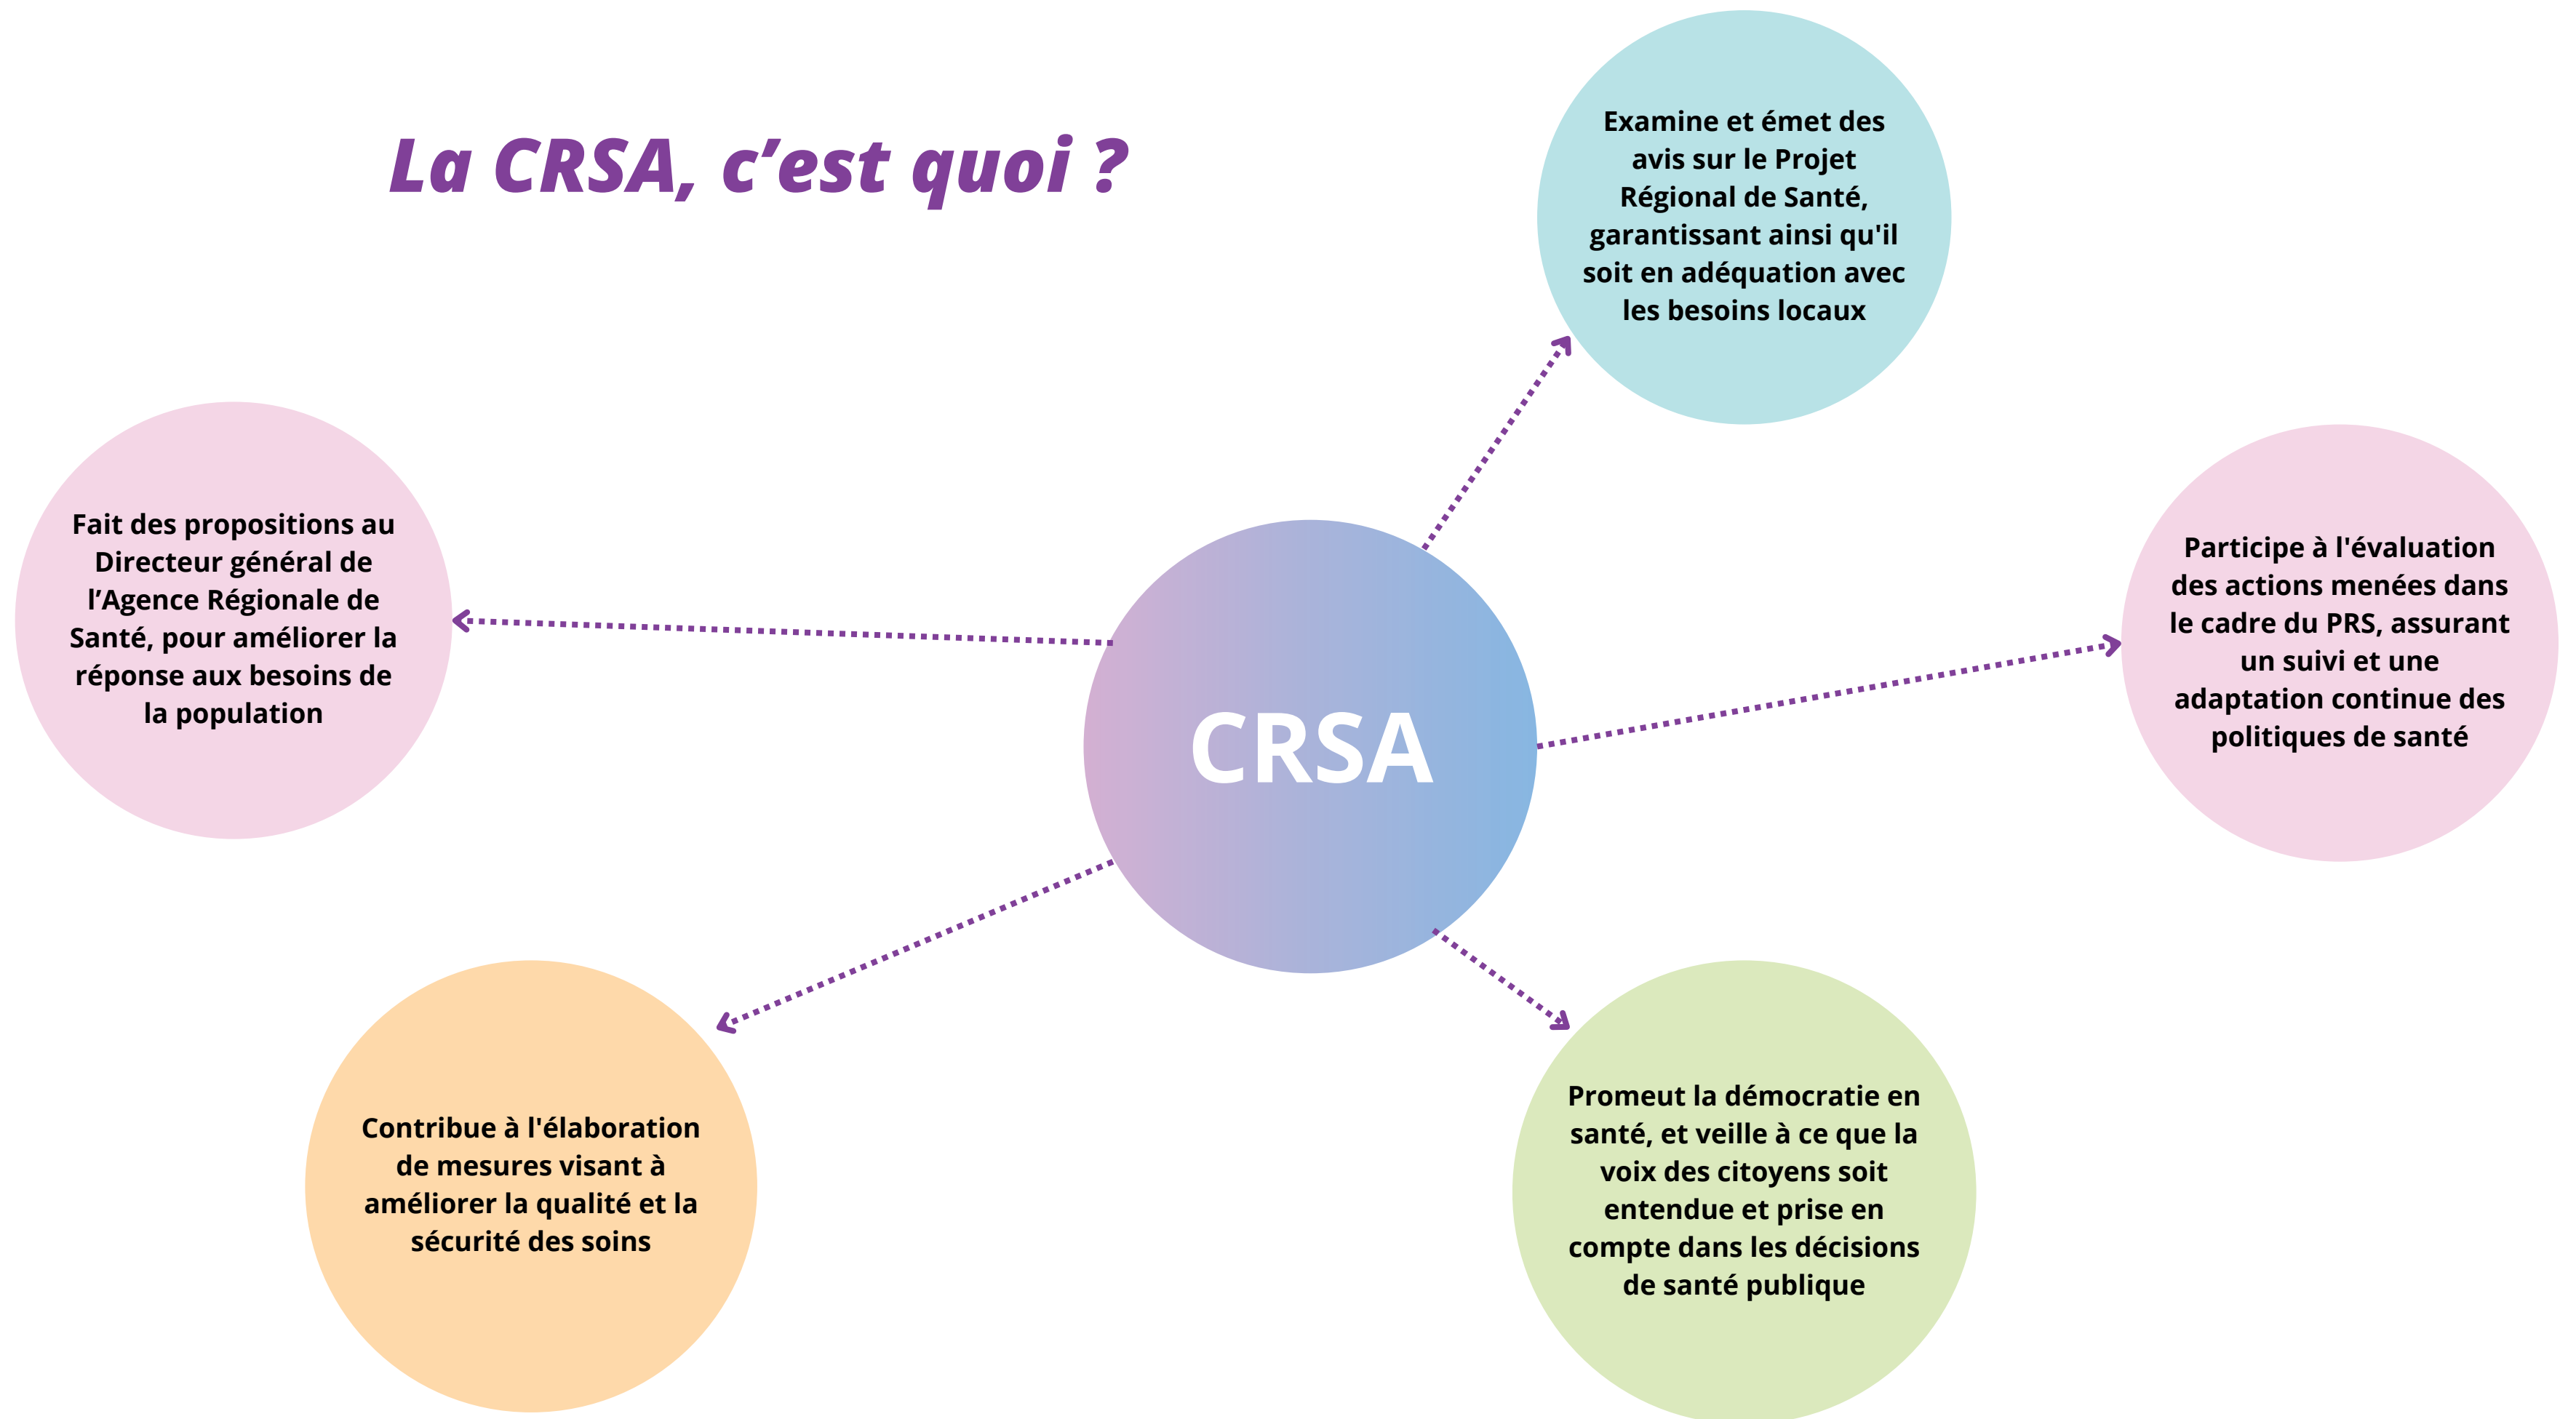 La CRSA, c’est quoi ?
Examine et émet des
avis sur le Projet
Régional de Santé,
garantissant ainsi qu'il
soit en adéquation avec
les besoins locaux
Fait des propositions au
Directeur général de
l’Agence Régionale de
Santé, pour améliorer la
réponse aux besoins de
la population
Participe à l'évaluation
des actions menées dans
le cadre du PRS, assurant
un suivi et une
adaptation continue des
politiques de santé
CRSA
Contribue à l'élaboration
de mesures visant à
améliorer la qualité et la
sécurité des soins
Promeut la démocratie en
santé, et veille à ce que la
voix des citoyens soit
entendue et prise en
compte dans les décisions
de santé publique